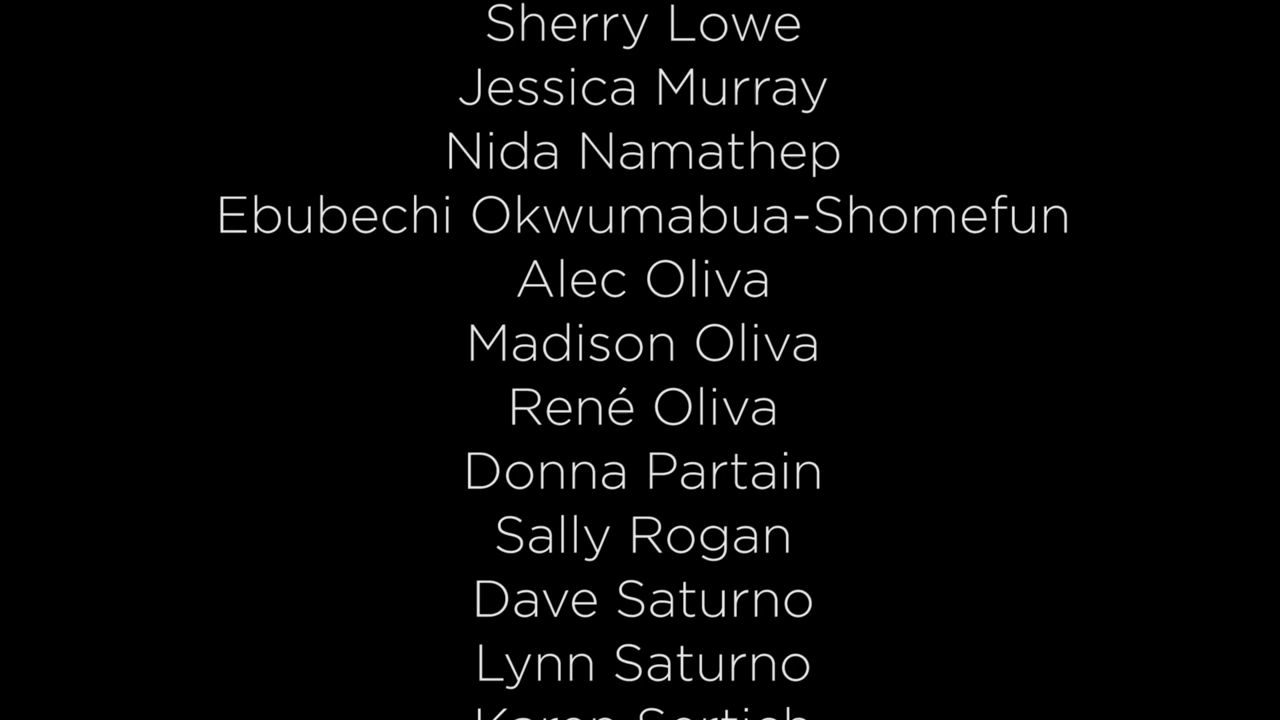 Sherry Lowe
Jessica Murray
Nida Namathep
Ebubechi Okwumabua-Shomefun
Alec Oliva
Madison Oliva
René Oliva
Donna Partain
Sally Rogan
Dave Saturno
Lynn Saturno
Karen